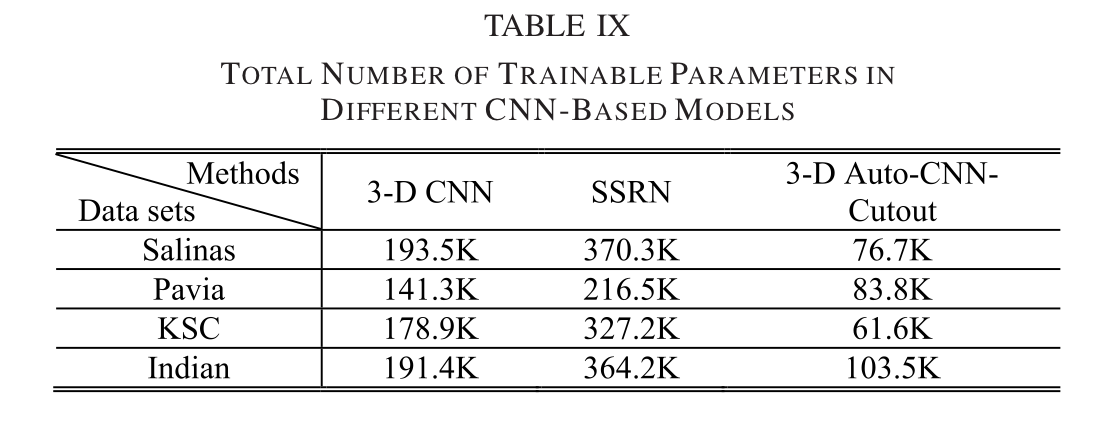 TABLE IX
TOTAL NUMBER OF TRAINABLE PARAMETERS IN
DIFFERENT CNN-BASED MODELS
Methods
Data sets
3-D CNN
SSRN
3-D Auto-CNN-
Cutout
Salinas 193.5K 370.3K 76.7K
Pavia 141.3K 216.5K 83.8K
KSC 178.9K 327.2K 61.6K
Indian 191.4K 364.2K 103.5K